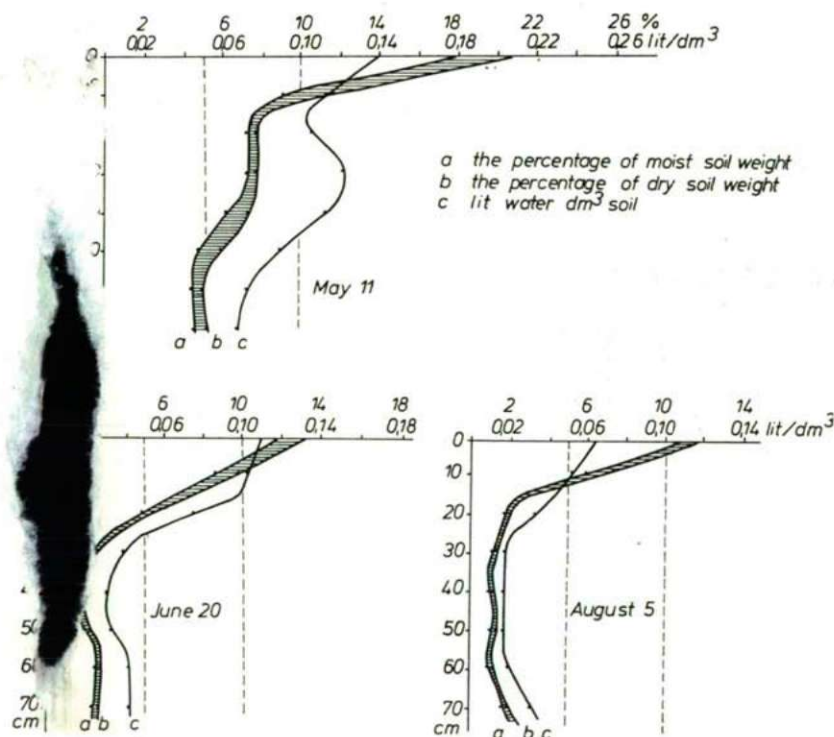 2 6 10 14 18 22 26 %
0,02 0,06 0,10 0,14 0,18 0,22 0,26 lit/dm³
a the percentage of moist soil weight
b the percentage of dry soil weight
c lit water dm³ soil
0
May 11
a b c
6 10 14 18
0,06 0,10 0,14 0,18
June 20
50
60
70
cm
a b c
2 6 10 14
0,02 0,06 0,10 0,14 lit/dm³
0
10
20
30
40
50
60
70
cm
August 5
a b c